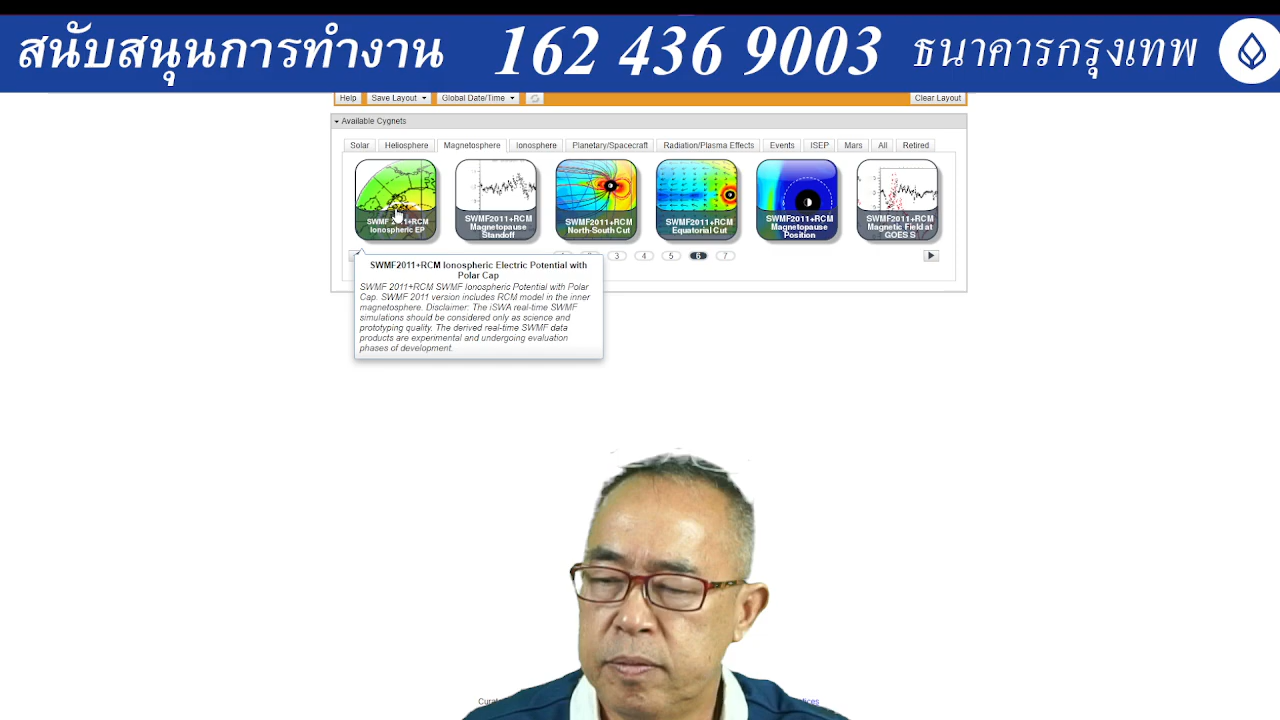 สนับสนุนการทำงาน 162 436 9003 ธนาคารกรุงเทพ
Help Save Layout Global Date/Time Clear Layout
Available Cygnets
Solar Heliosphere Magnetosphere Ionosphere Planetary/Spacecraft Radiation/Plasma Effects Events ISEP Mars All Retired
SWMF2011+RCM
Ionospheric EP
SWMF2011+RCM
Magnetopause
Standoff
SWMF2011+RCM
North-South Cut
SWMF2011+RCM
Equatorial Cut
SWMF2011+RCM
Magnetopause
Position
SWMF2011+RCM
Magnetic Field at
GOES S
3 4 5 6 7
SWMF2011+RCM Ionospheric Electric Potential with
Polar Cap
SWMF 2011+RCM SWMF Ionospheric Potential with Polar
Cap. SWMF 2011 version includes RCM model in the inner
magnetosphere. Disclaimer: The iSWA real-time SWMF
simulations should be considered only as science and
prototyping quality. The derived real-time SWMF data
products are experimental and undergoing evaluation
phases of development.